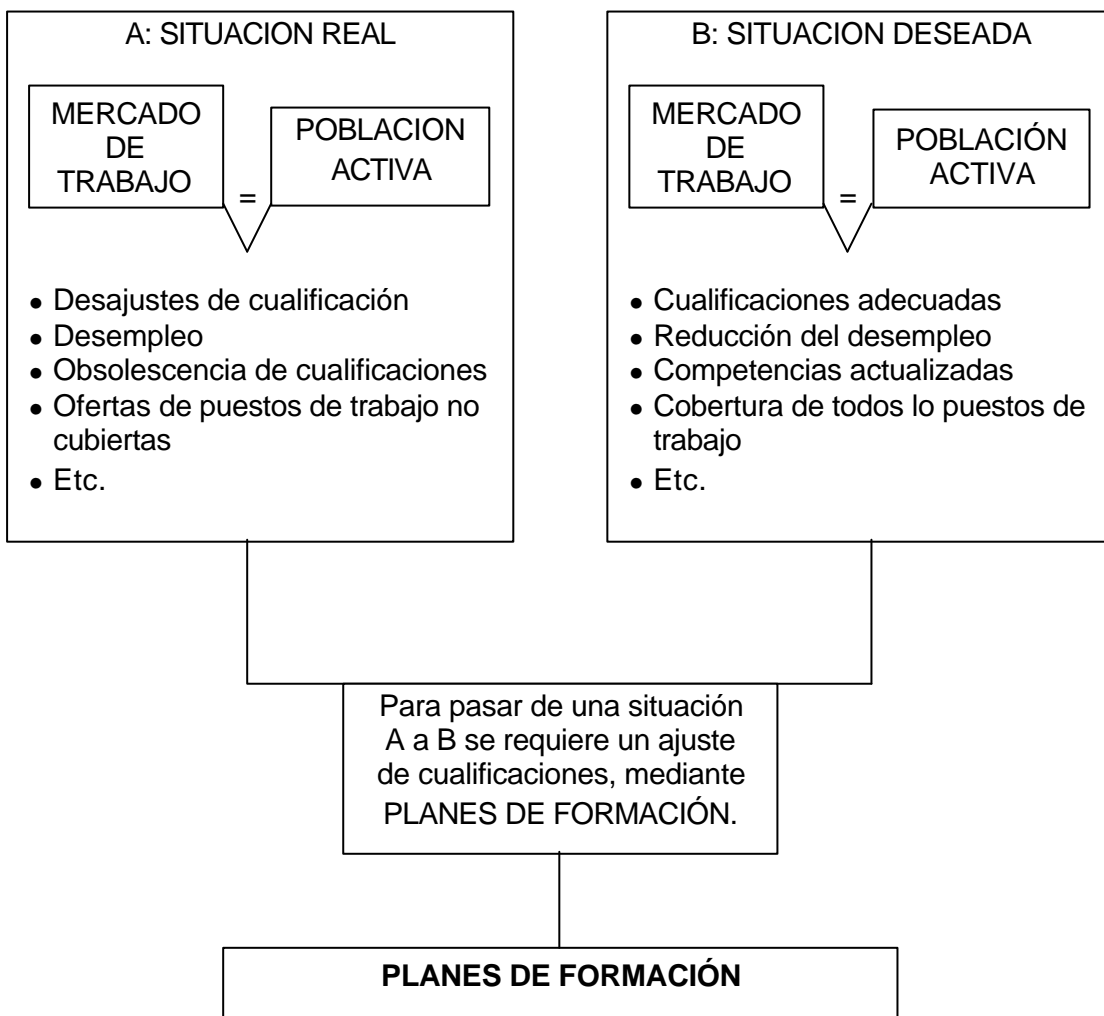 A: SITUACION REAL
MERCADO
DE
TRABAJO
=
POBLACION
ACTIVA
• Desajustes de cualificación
• Desempleo
• Obsolescencia de cualificaciones
• Ofertas de puestos de trabajo no
cubiertas
• Etc.
B: SITUACION DESEADA
MERCADO
DE
TRABAJO
=
POBLACIÓN
ACTIVA
• Cualificaciones adecuadas
• Reducción del desempleo
• Competencias actualizadas
• Cobertura de todos lo puestos de
trabajo
• Etc.
Para pasar de una situación
A a B se requiere un ajuste
de cualificaciones, mediante
PLANES DE FORMACIÓN.
PLANES DE FORMACIÓN